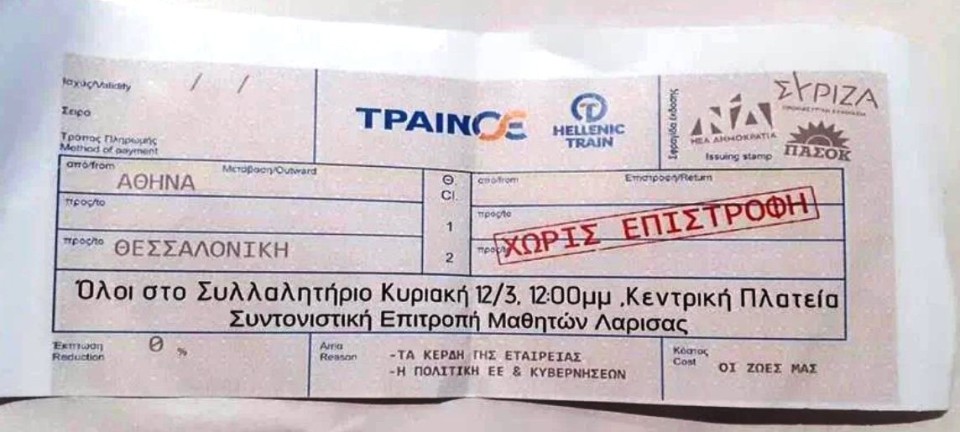 Ισχύς/Validity / /
Σειρά
Τρόπος Πληρωμής
Method of payment
ΤΡΑΙΝΟΣΕ
HELLENIC
TRAIN
Σφραγίδα έκδοσης
Issuing stamp
ΝΔ
ΝΕΑ ΔΗΜΟΚΡΑΤΙΑ
ΣΥΡΙΖΑ
ΠΑΣΟΚ
από/from Μετάβαση/Outward
ΑΘΗΝΑ
προς/to
προς/to ΘΕΣΣΑΛΟΝΙΚΗ
Θ.
Cl.
1
2
από/from Επιστροφή/Return
προς/to
προς/
ΧΩΡΙΣ ΕΠΙΣΤΡΟΦΗ
Όλοι στο Συλλαλητήριο Κυριακή 12/3, 12:00μμ ,Κεντρική Πλατεία
Συντονιστική Επιτροπή Μαθητών Λαρισας
Έκπτωση
Reduction 0 %
Αιτία
Reason
-ΤΑ ΚΕΡΔΗ ΤΗΣ ΕΤΑΙΡΕΙΑΣ
-Η ΠΟΛΙΤΙΚΗ ΕΕ & ΚΥΒΕΡΝΗΣΕΩΝ
Κόστος
Cost ΟΙ ΖΩΕΣ ΜΑΣ